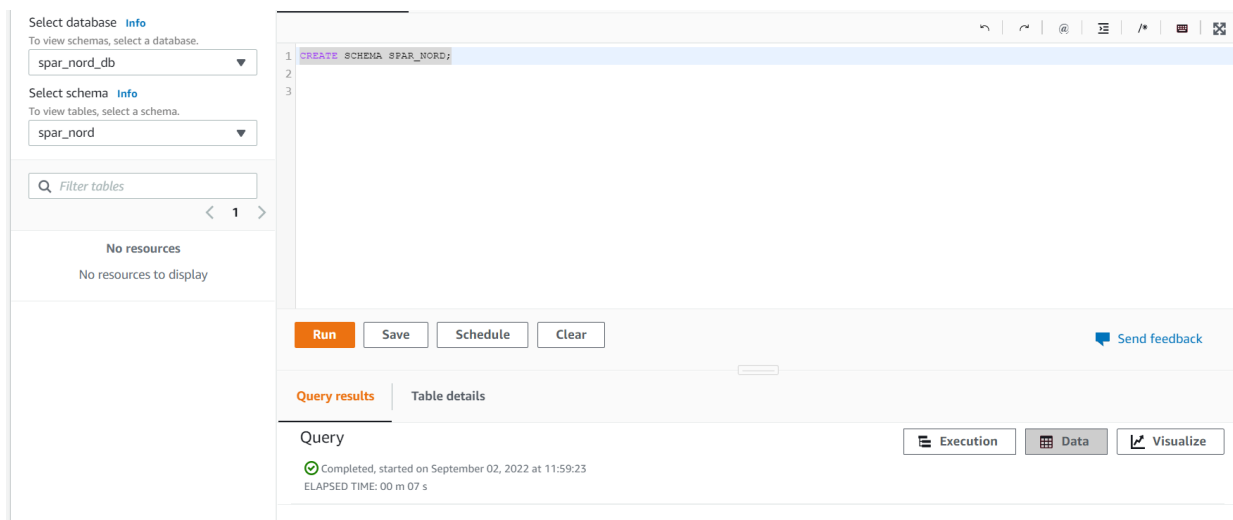 Select database Info
To view schemas, select a database.
spar_nord_db
Select schema Info
To view tables, select a schema.
spar_nord
Filter tables
1
No resources
No resources to display
@ /*
1 CREATE SCHEMA SPAR_NORD;
2
3
Run Save Schedule Clear
Send feedback
Query results Table details
Query
Execution Data Visualize
Completed, started on September 02, 2022 at 11:59:23
ELAPSED TIME: 00 m 07 s